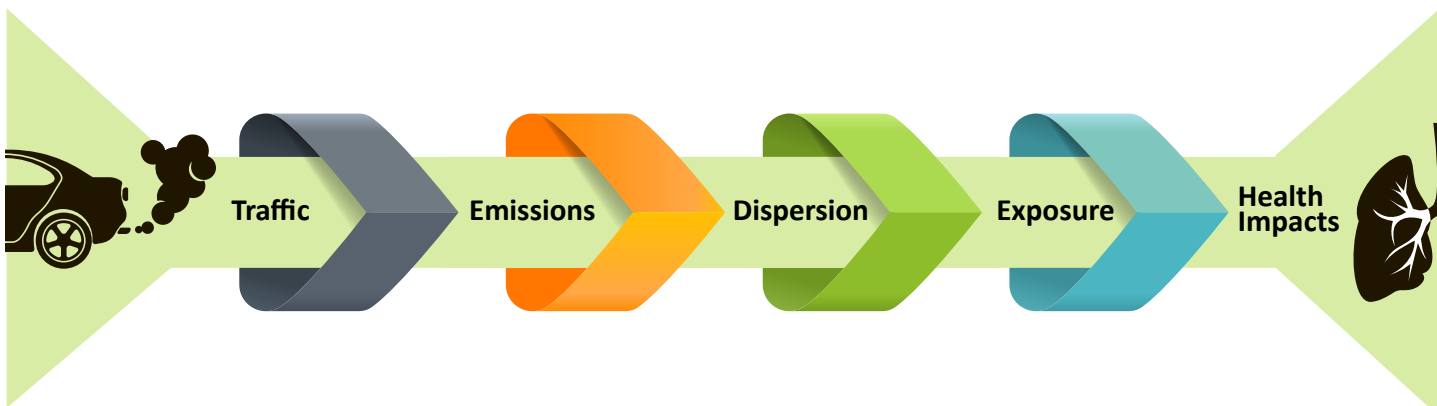 Traffic
Emissions
Dispersion
Exposure
Health
Impacts